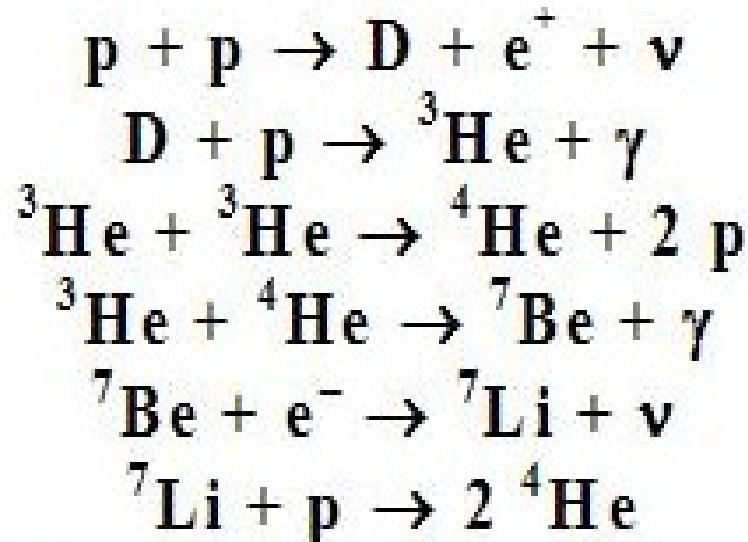 p + p → D + e⁺ + ν
D + p → ³He + γ
³He + ³He → ⁴He + 2 p
³He + ⁴He → ⁷Be + γ
⁷Be + e⁻ → ⁷Li + ν
⁷Li + p → 2 ⁴He